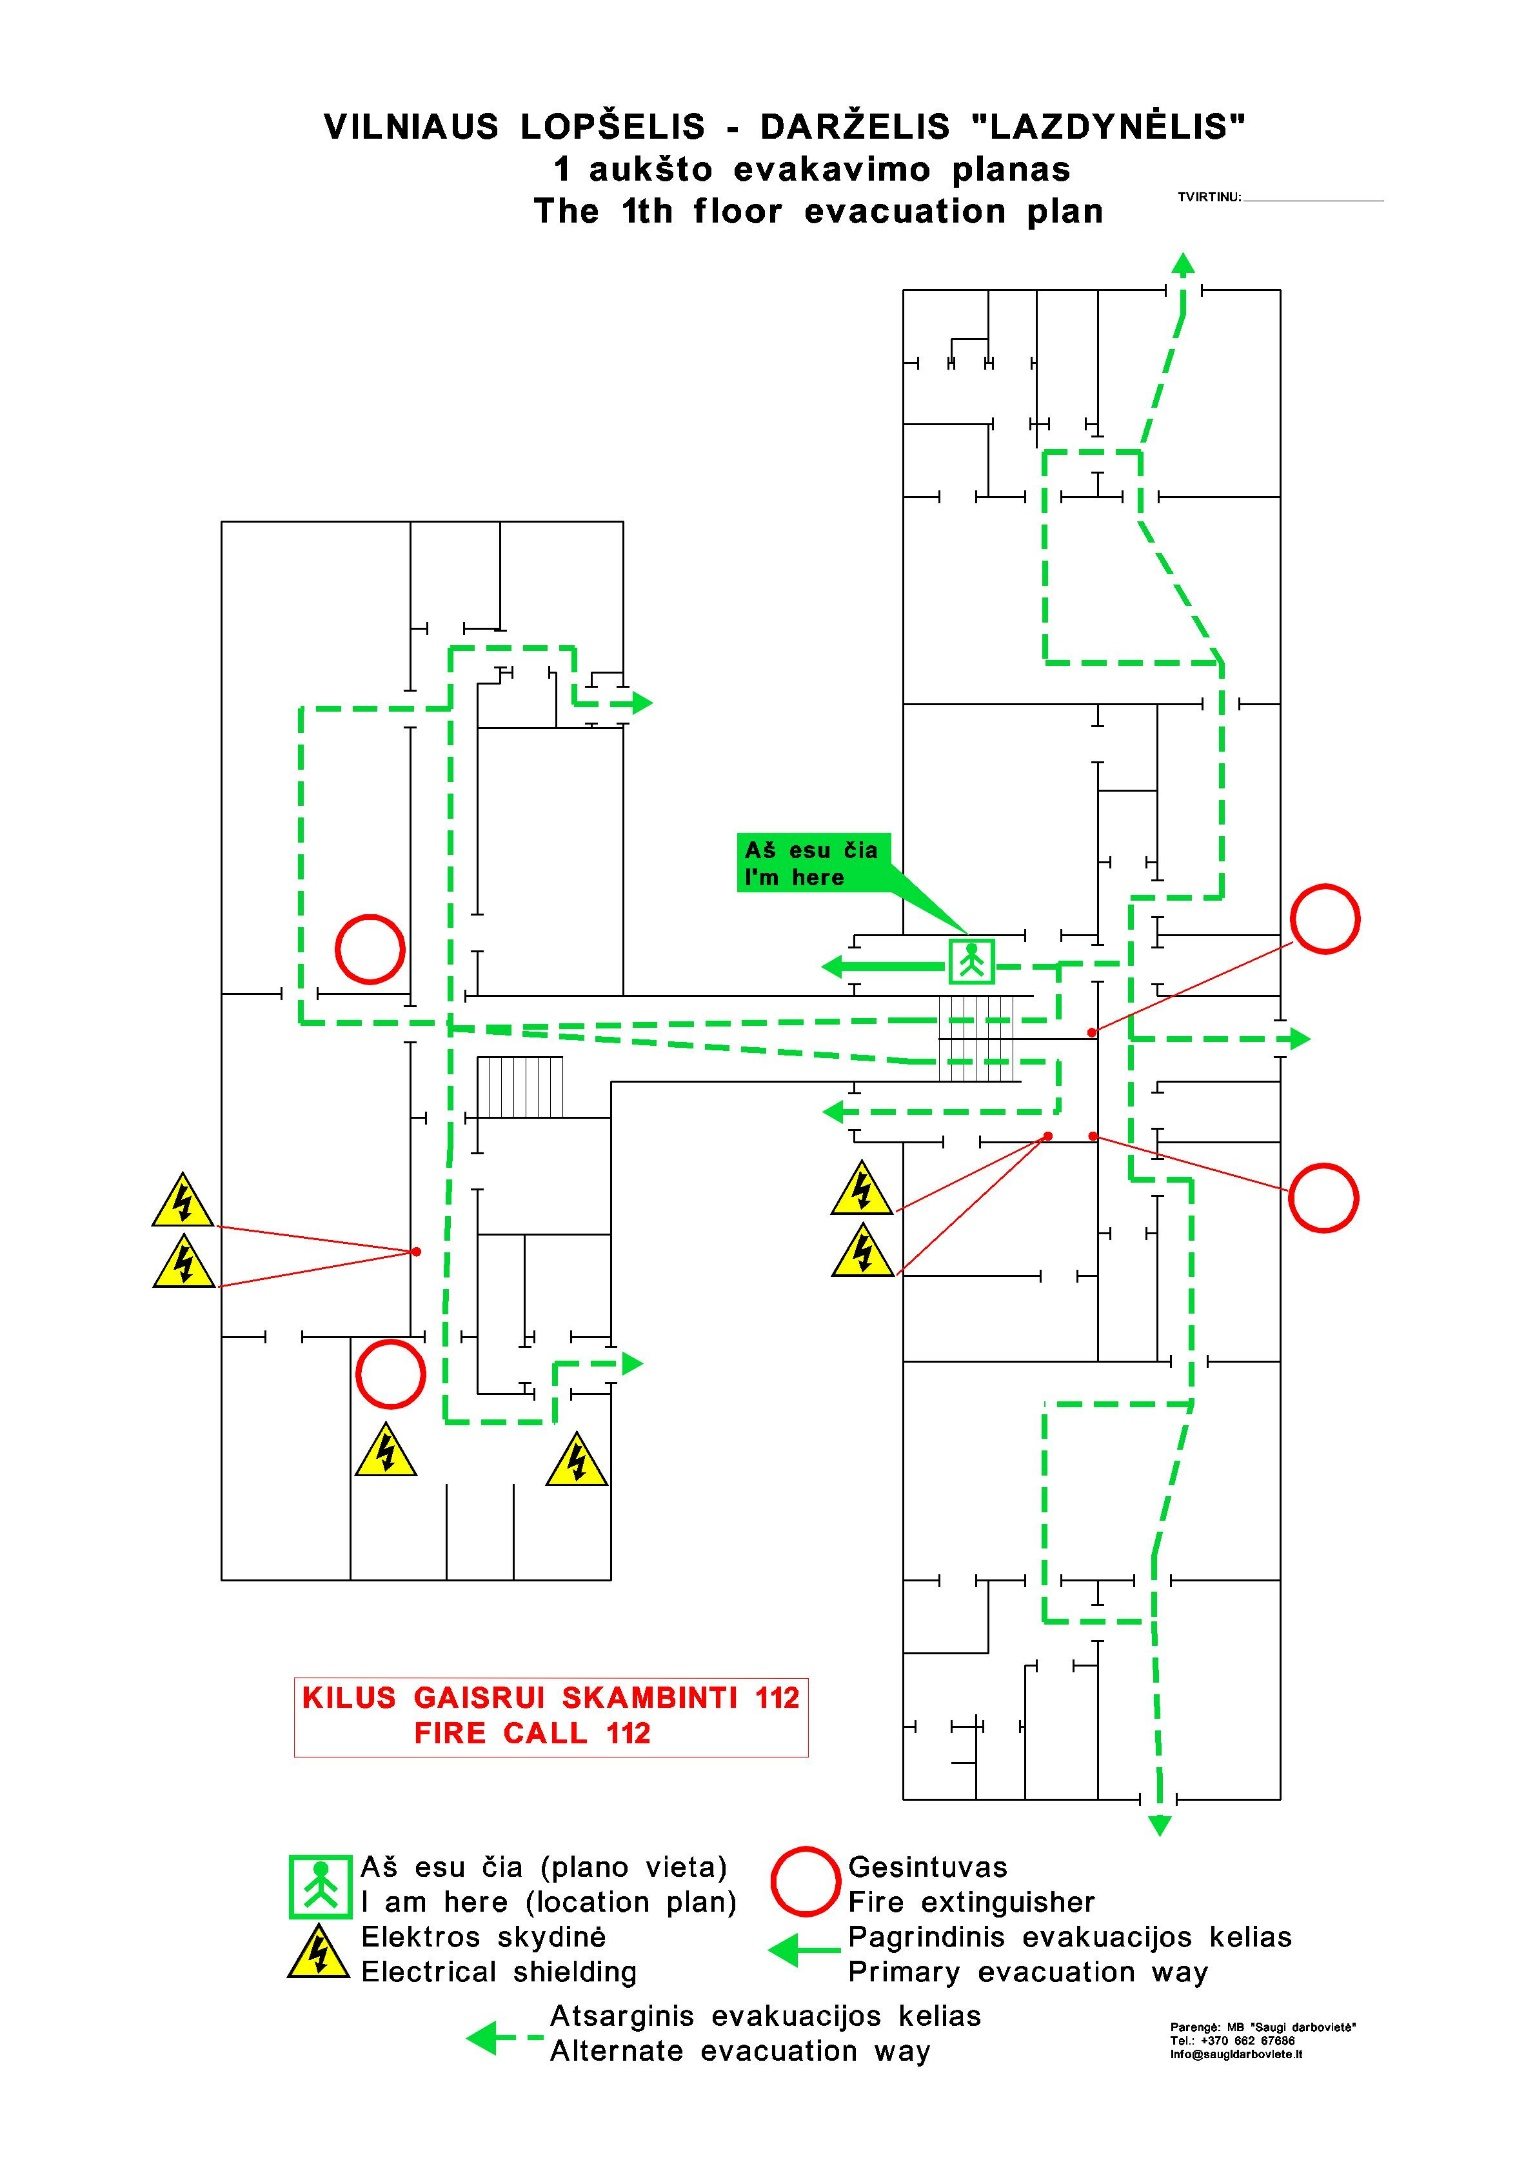 VILNIAUS LOPŠELIS - DARŽELIS "LAZDYNĖLIS"
1 aukšto evakavimo planas
The 1th floor evacuation plan
TVIRTINU:
Aš esu čia
I'm here
KILUS GAISRUI SKAMBINTI 112
FIRE CALL 112
Aš esu čia (plano vieta)
I am here (location plan)
Elektros skydinė
Electrical shielding
Gesintuvas
Fire extinguisher
Pagrindinis evakuacijos kelias
Primary evacuation way
Atsarginis evakuacijos kelias
Alternate evacuation way
Parengė: MB "Saugi darbovietė"
Tel.: +370 662 67686
info@saugidarboviete.lt